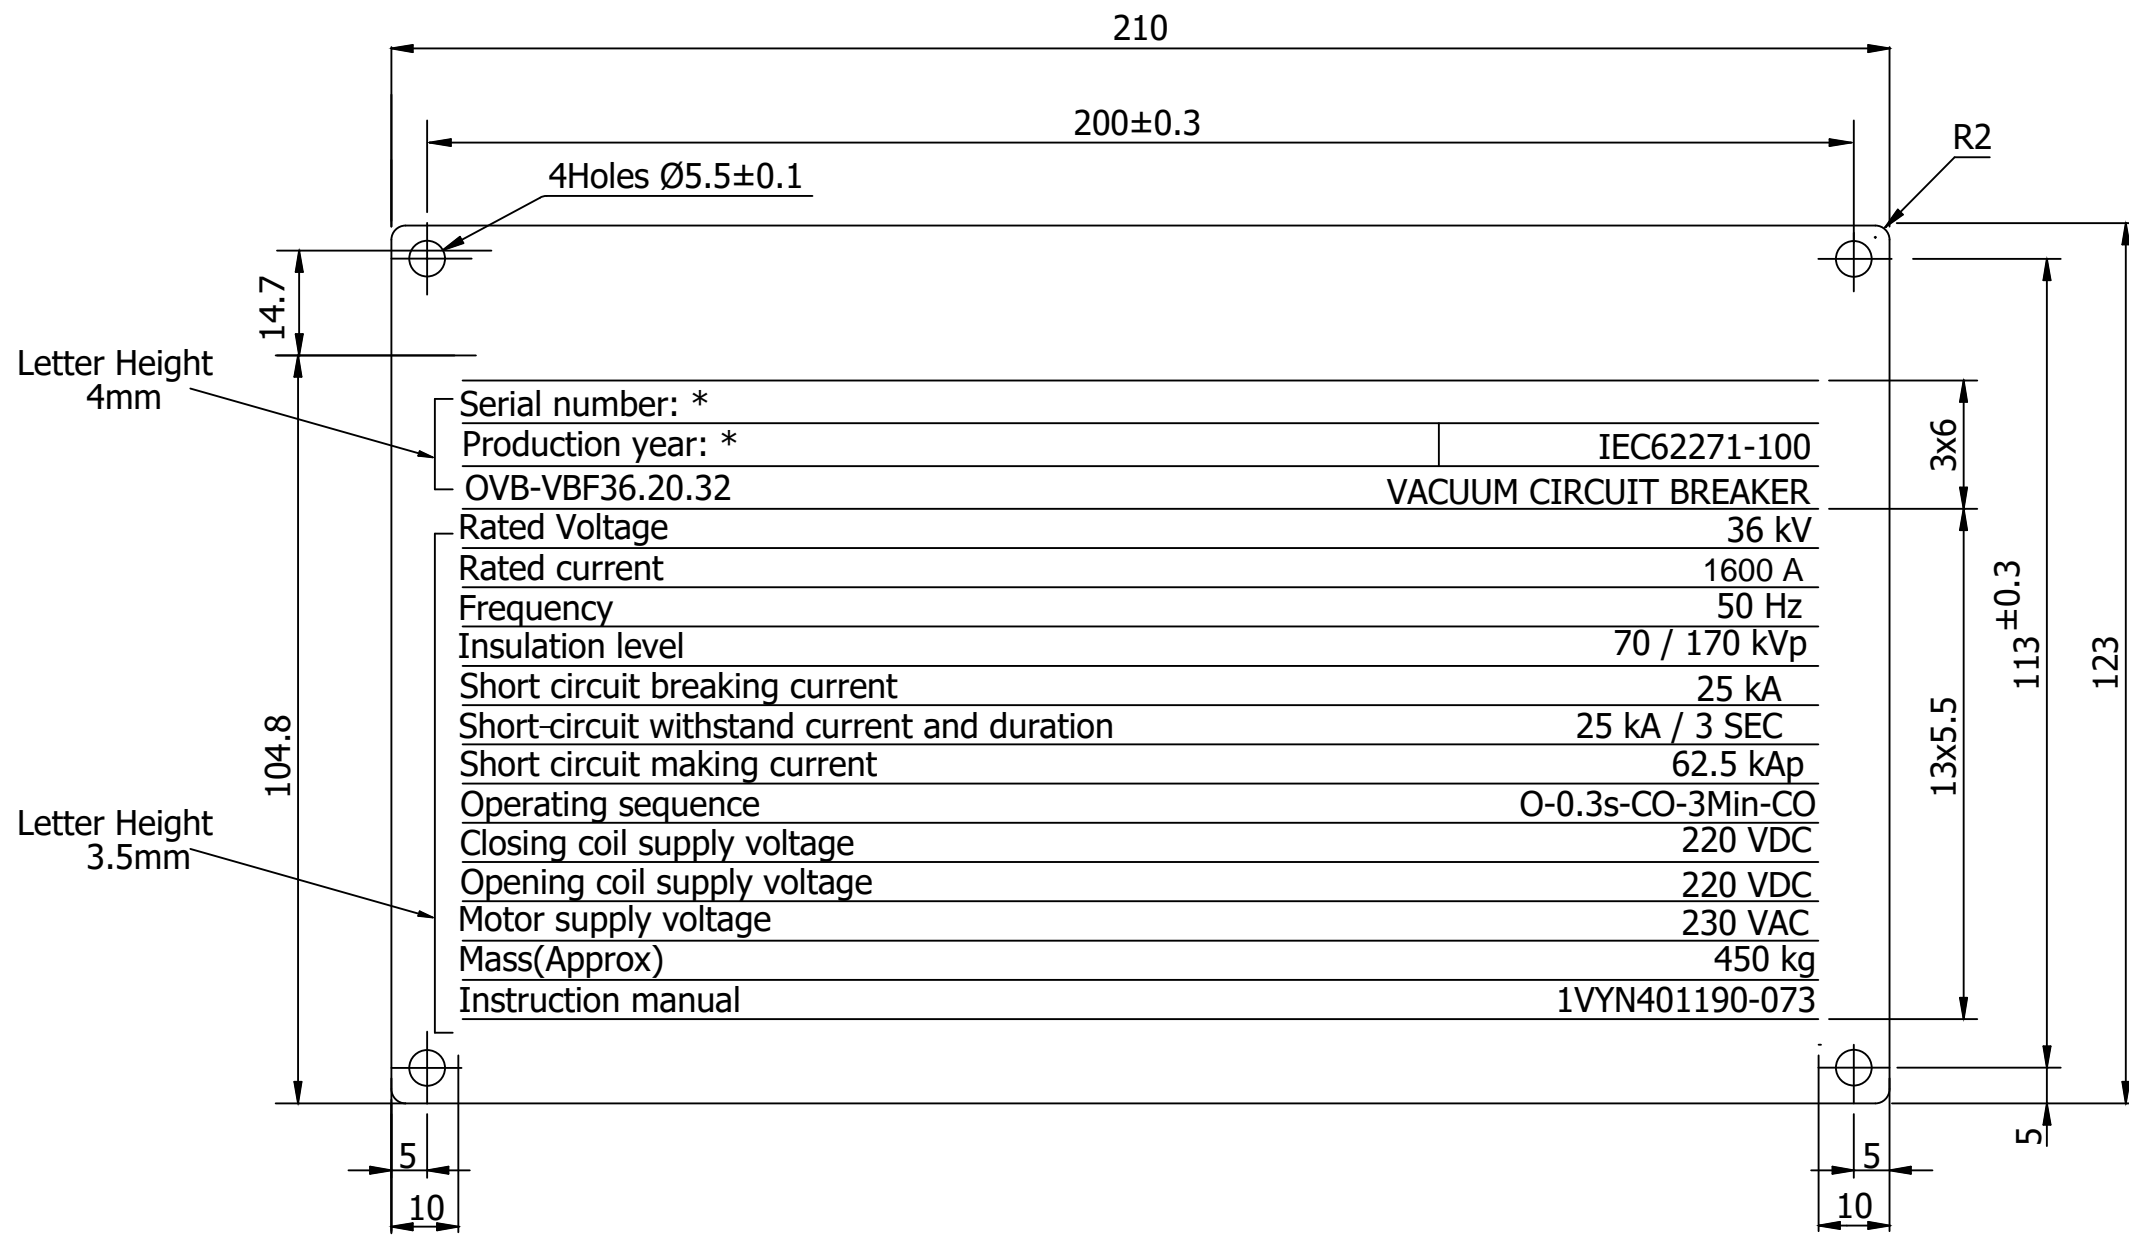 210
200±0.3
R2
4Holes Ø5.5±0.1
14.7
Letter Height
4mm
Serial number: *
Production year: * IEC62271-100
OVB-VBF36.20.32 VACUUM CIRCUIT BREAKER
3x6
Rated Voltage 36 kV
Rated current 1600 A
Frequency 50 Hz
Insulation level 70 / 170 kVp
Short circuit breaking current 25 kA
Short-circuit withstand current and duration 25 kA / 3 SEC
Short circuit making current 62.5 kAp
Operating sequence O-0.3s-CO-3Min-CO
Closing coil supply voltage 220 VDC
Opening coil supply voltage 220 VDC
Motor supply voltage 230 VAC
Mass(Approx) 450 kg
Instruction manual 1VYN401190-073
13x5.5
113±0.3
123
104.8
Letter Height
3.5mm
5
10
5
10
5